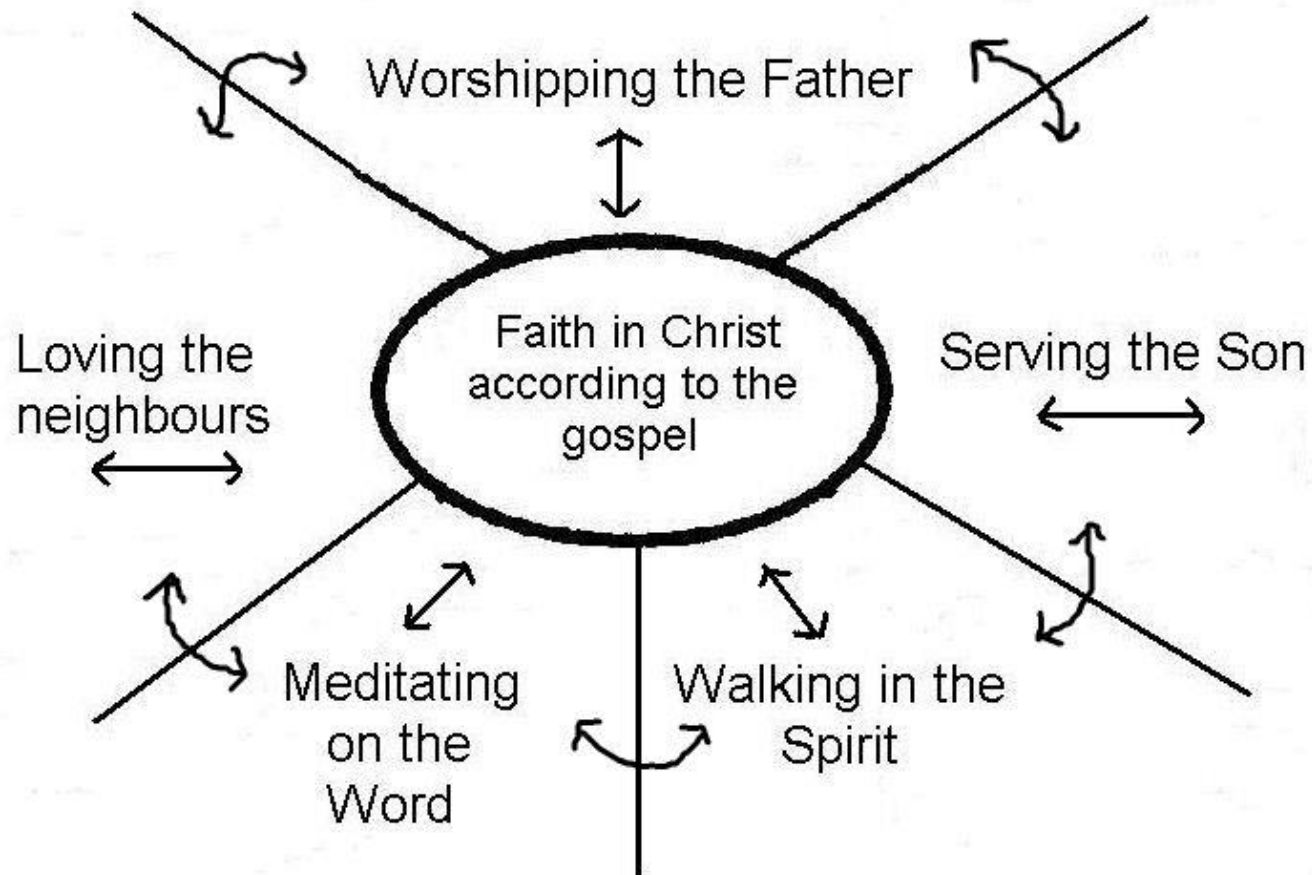 Worshipping the Father
Faith in Christ
according to the
gospel
Loving the
neighbours
Serving the Son
Meditating
on the
Word
Walking in the
Spirit